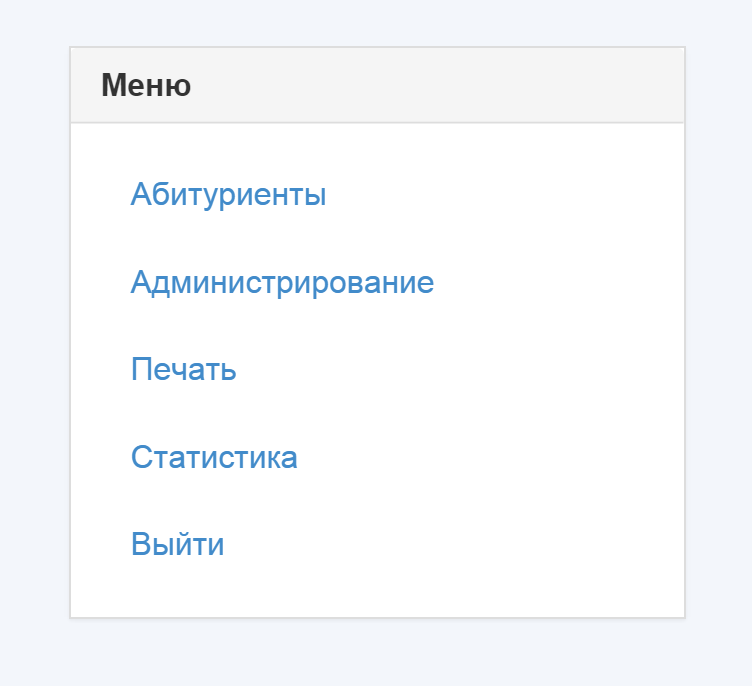 Меню
Абитуриенты
Администрирование
Печать
Статистика
Выйти